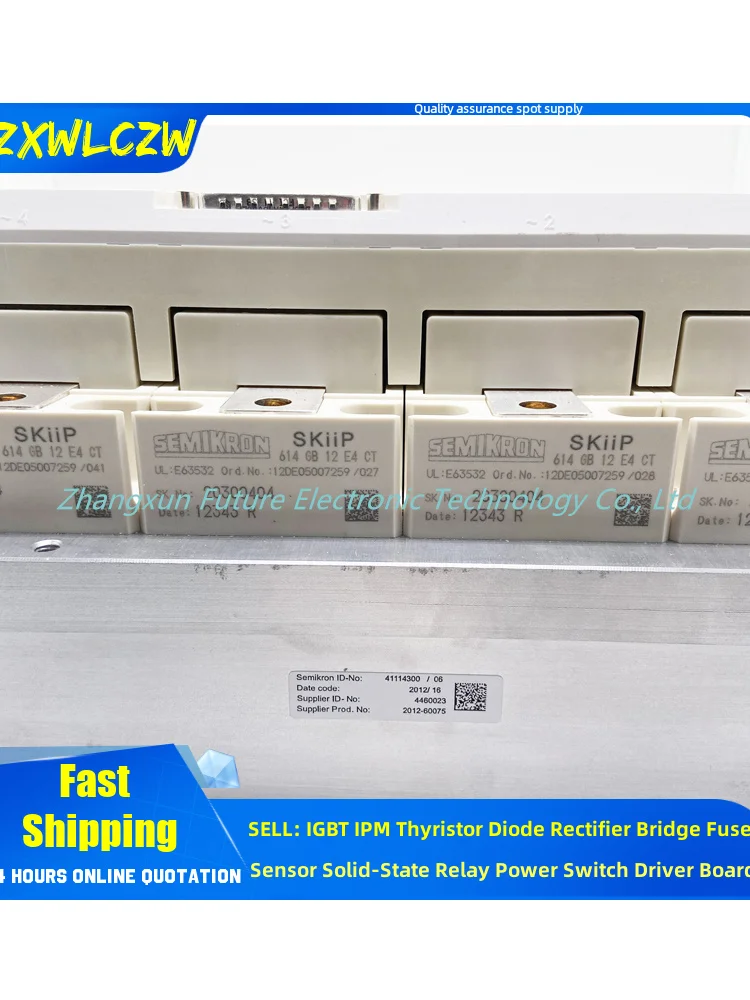 Quality assurance spot supply
ZXWLCZW
~4
~3
~2
SKiiP
614 GB 12 E4 CT
12DE05007259 /041
SEMIKRON
SKiiP
614 GB 12 E4 CT
UL:E63532 Ord.No.:12DE05007259 /027
Date: 12343 R
SEMIKRON
SKiiP
614 GB 12 E4 CT
UL:E63532 Ord.No.:12DE05007259 /028
Date: 12343 R
SK.No:
Date:
Zhangxun Future Electronic Technology Co., Ltd
Semikron ID-No: 41114300 / 06
Date code: 2012/ 16
Supplier ID- No: 4460023
Supplier Prod. No: 2012-60075
Fast
Shipping
4 HOURS ONLINE QUOTATION
SELL: IGBT IPM Thyristor Diode Rectifier Bridge Fuse
Sensor Solid-State Relay Power Switch Driver Board